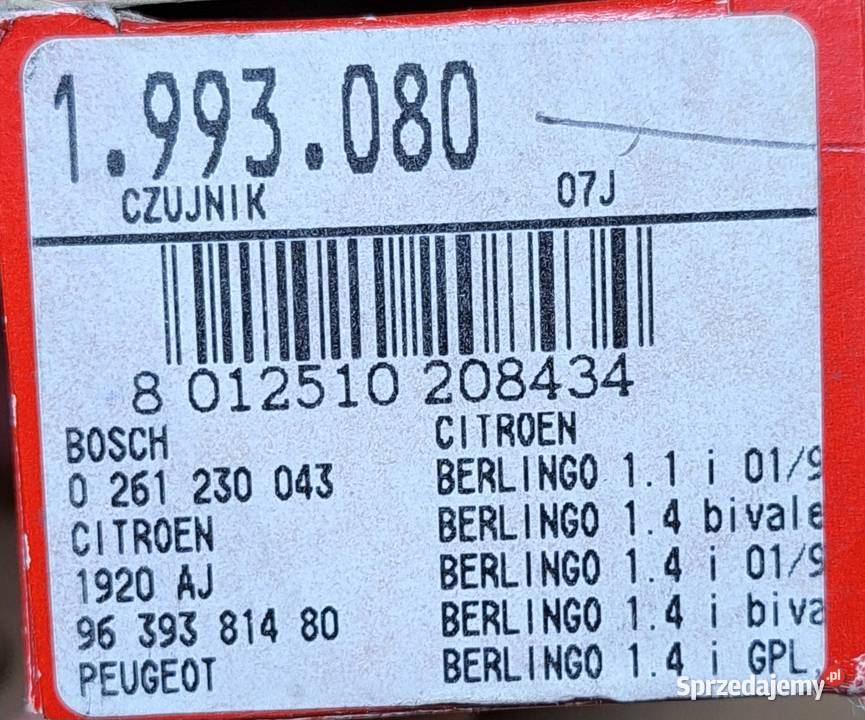 1.993.080
CZUJNIK 07J
8 012510 208434
BOSCH
0 261 230 043
CITROEN
1920 AJ
96 393 814 80
PEUGEOT
CITROEN
BERLINGO 1.1 i 01/9
BERLINGO 1.4 bivale
BERLINGO 1.4 i 01/9
BERLINGO 1.4 i biva
BERLINGO 1.4 i GPL,
Sprzedajemy.pl